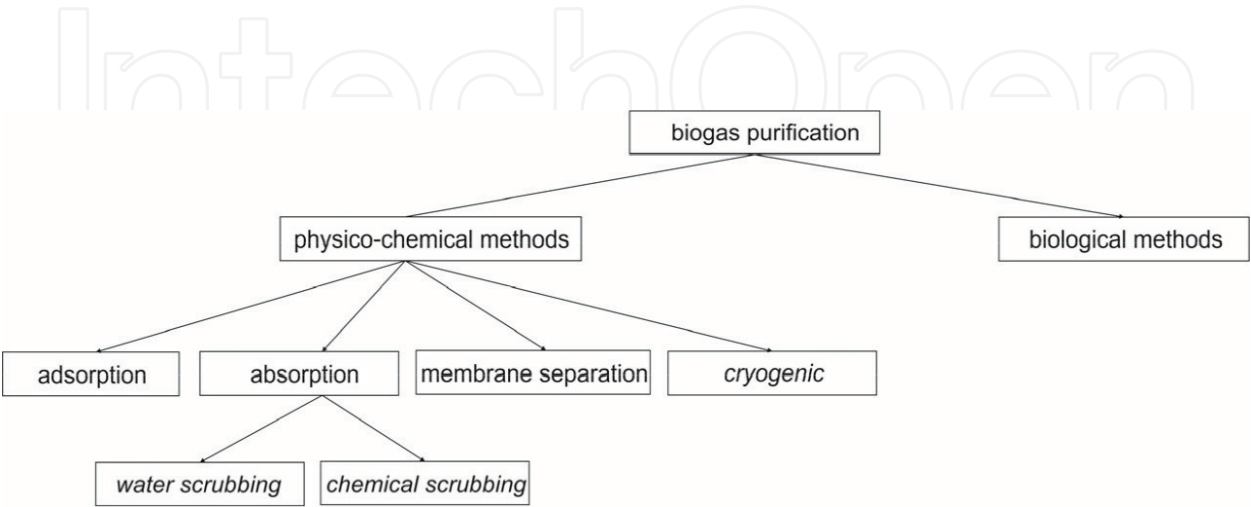 IntechOpen
biogas purification
physico-chemical methods
biological methods
adsorption
absorption
membrane separation
cryogenic
water scrubbing
chemical scrubbing